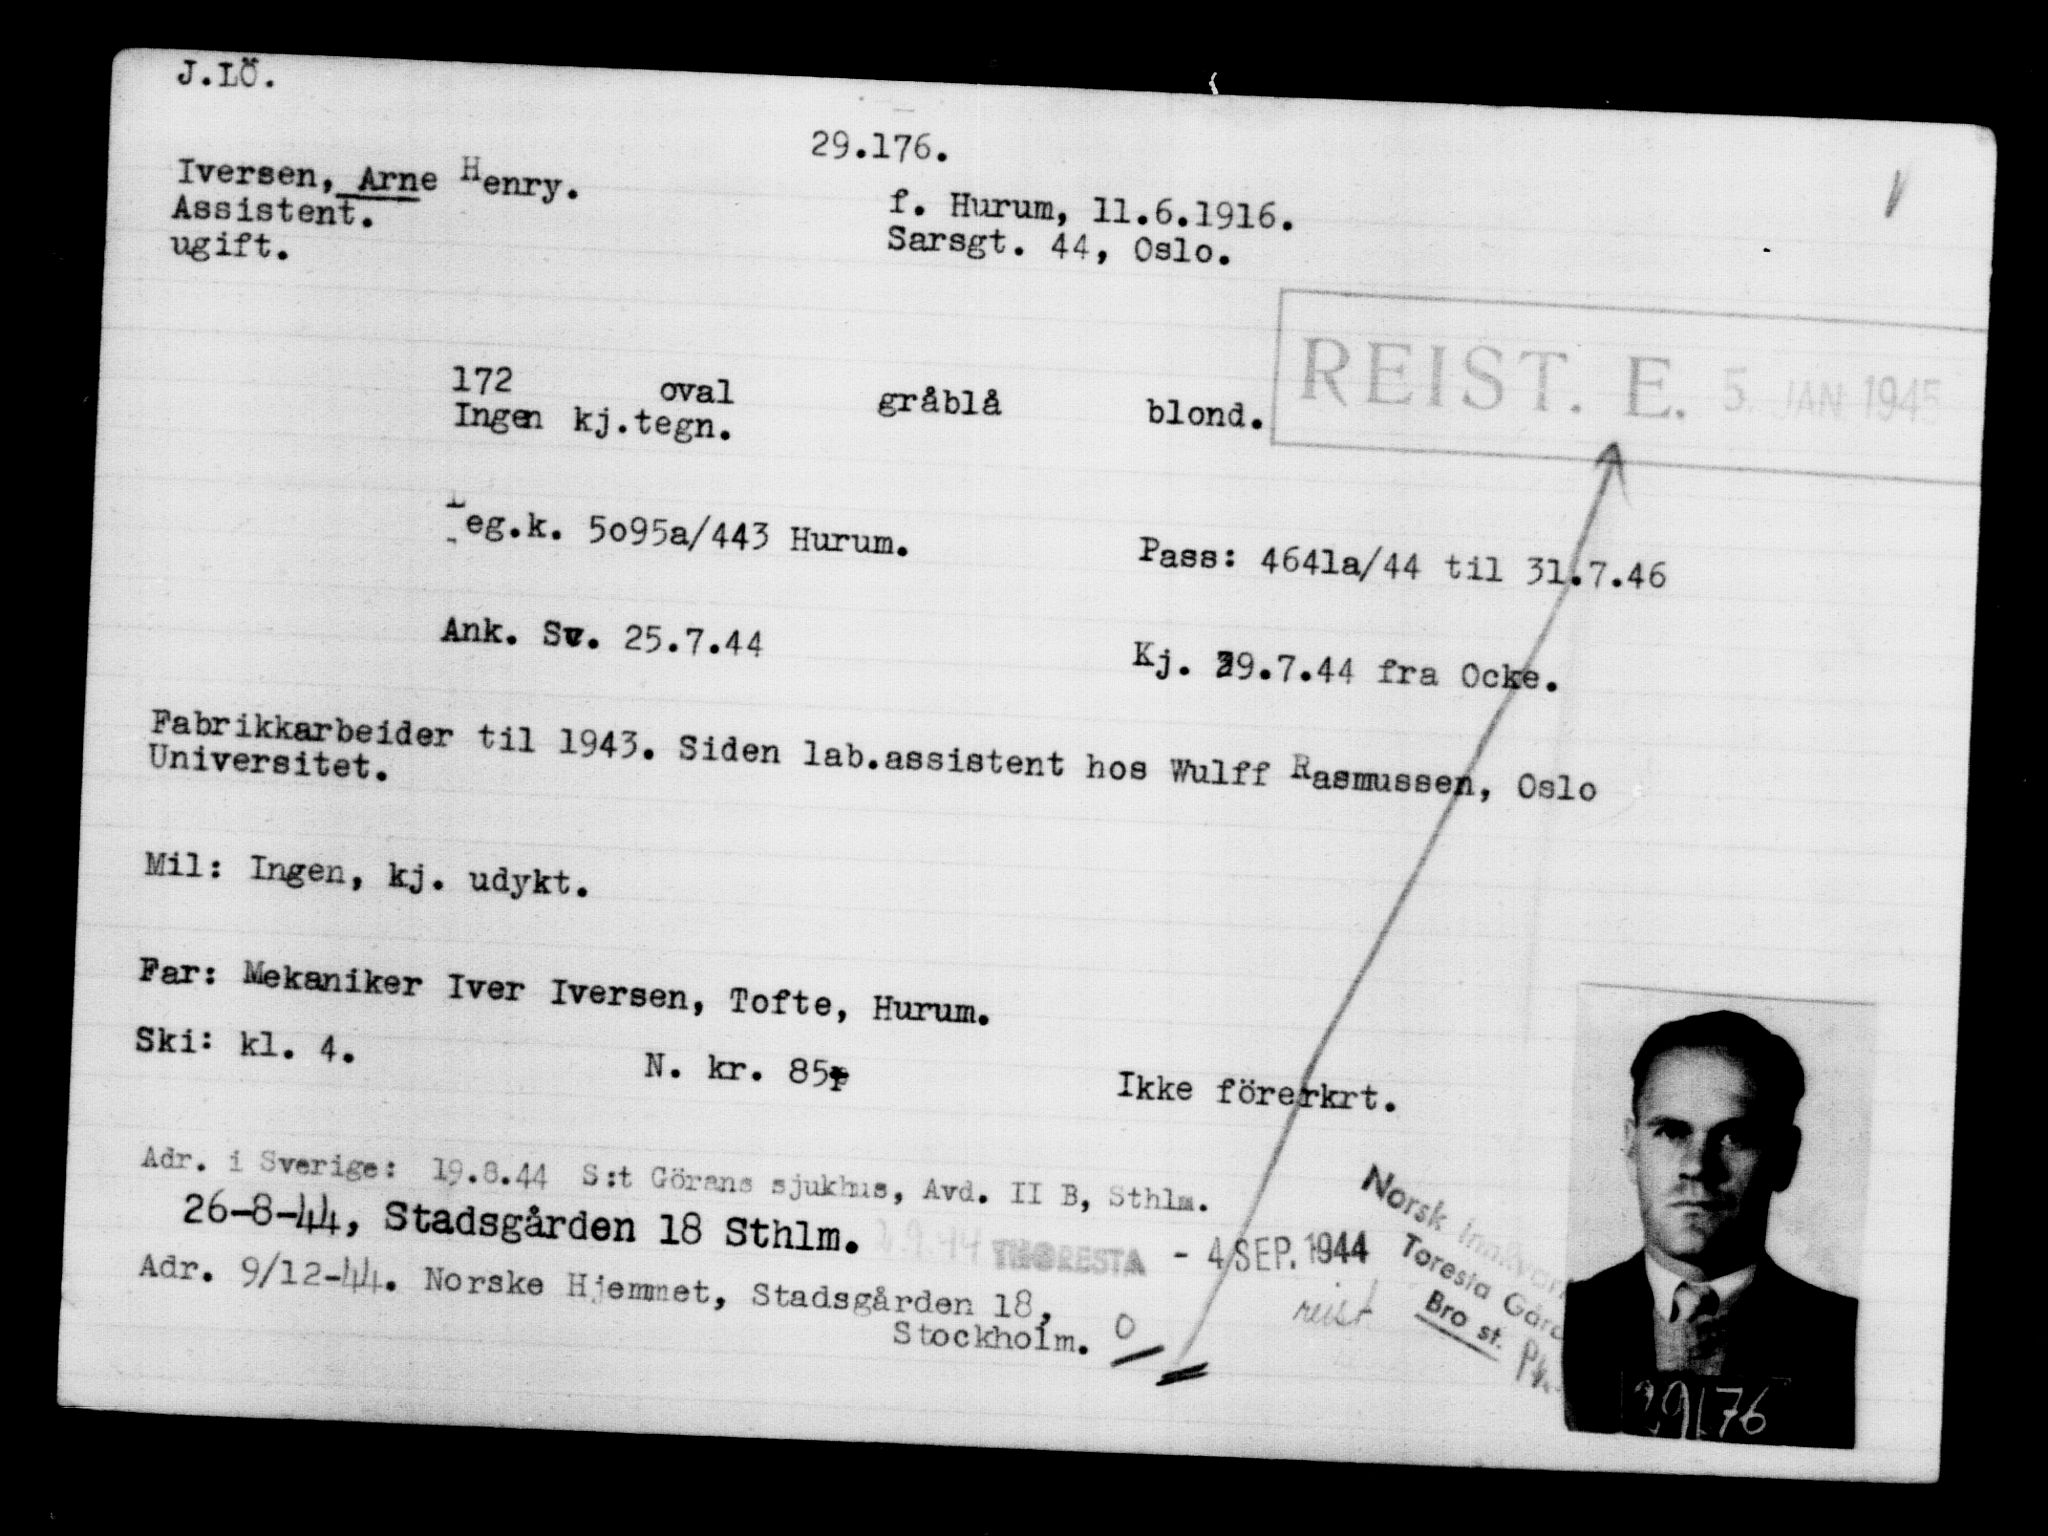 J.LÖ.
29.176.
Iversen, Arne Henry.
f. Hurum, 11.6.1916.
Assistent.
Sarsgt. 44, Oslo.
ugift.
REIST. E. 5. JAN 1945
172 oval gråblå blond.
Ingen kj.tegn.
Leg.k. 5o95a/443 Hurum.
Pass: 4641a/44 til 31.7.46
Ank. Sv. 25.7.44
Kj. 29.7.44 fra Ocke.
Fabrikkarbeider til 1943. Siden lab.assistent hos Wulff Rasmussen, Oslo
Universitet.
Mil: Ingen, kj. udykt.
Far: Mekaniker Iver Iversen, Tofte, Hurum.
Ski: kl. 4.
N. kr. 85
Ikke förerkrt.
Adr. i Sverige: 19.8.44 S:t Görans sjukhus, Avd. II B, Sthlm.
26-8-44, Stadsgården 18 Sthlm.
THORESTA - 4 SEP. 1944
reist
Norsk Innkvart
Toresta Gård
Bro st.
Adr. 9/12-44. Norske Hjemmet, Stadsgården 18,
Stockholm.
29176